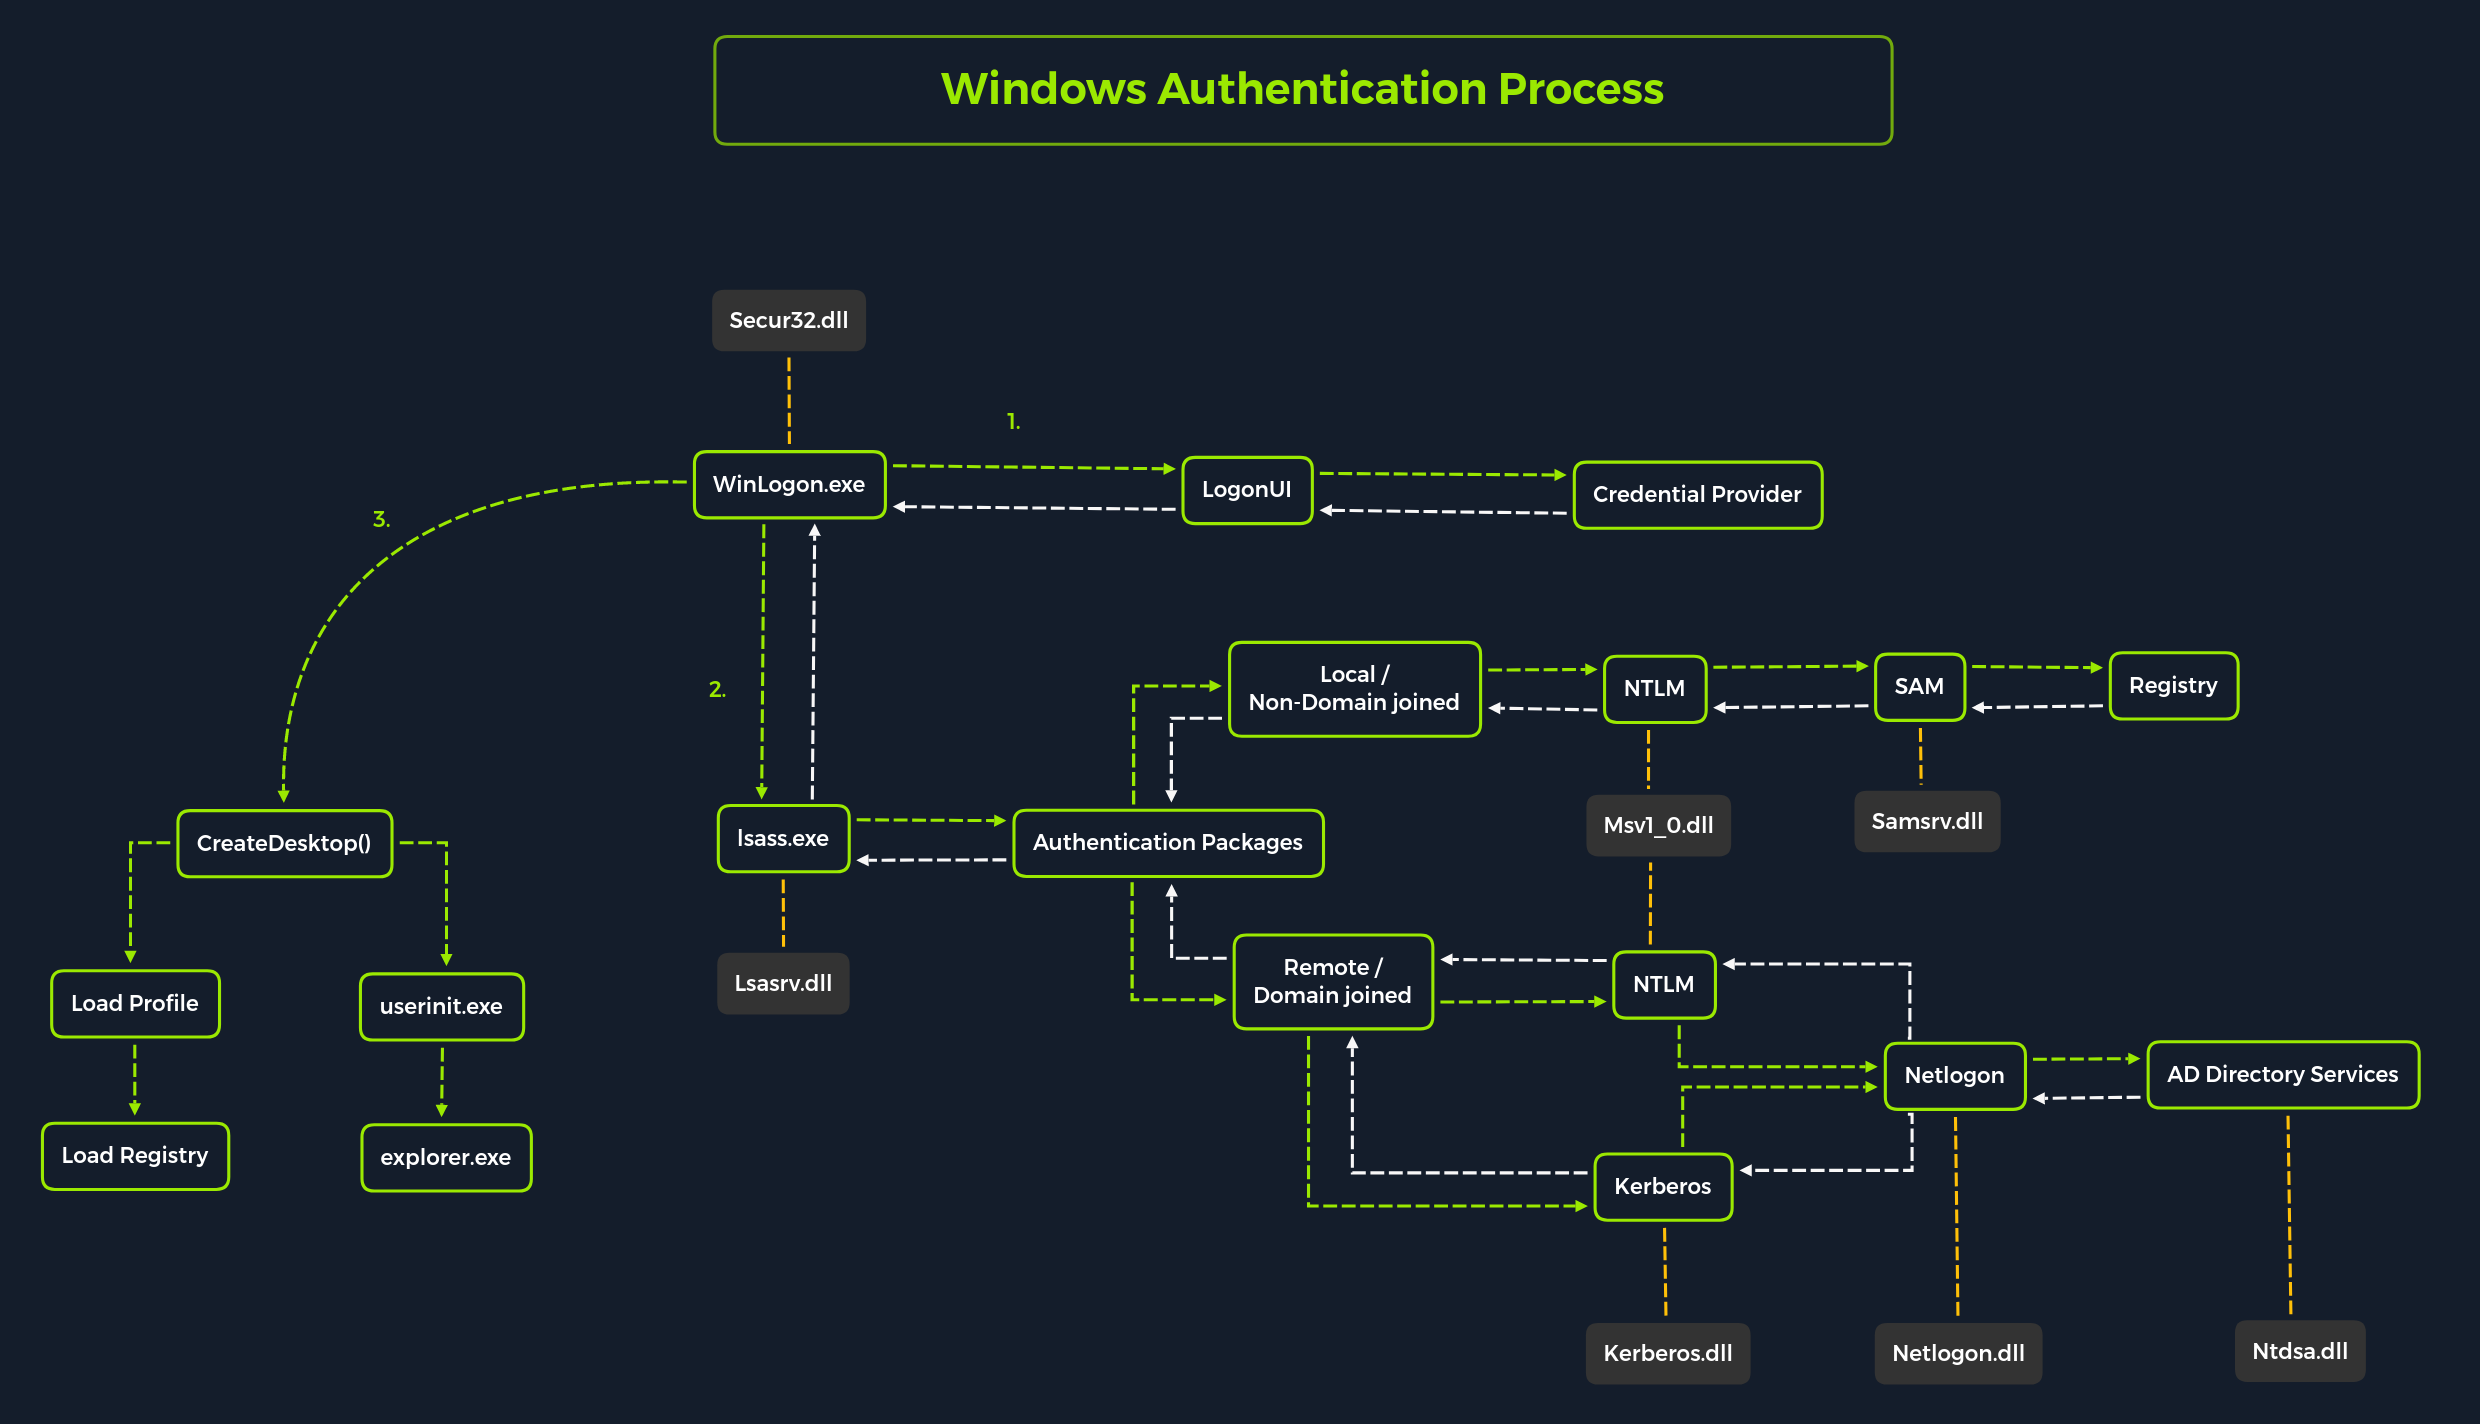 Windows Authentication Process
Secur32.dll
1.
WinLogon.exe
LogonUI
Credential Provider
3.
2.
Local /
Non-Domain joined
NTLM
SAM
Registry
CreateDesktop()
lsass.exe
Authentication Packages
Msv1_0.dll
Samsrv.dll
Load Profile
userinit.exe
Lsasrv.dll
Remote /
Domain joined
NTLM
Netlogon
AD Directory Services
Load Registry
explorer.exe
Kerberos
Kerberos.dll
Netlogon.dll
Ntdsa.dll